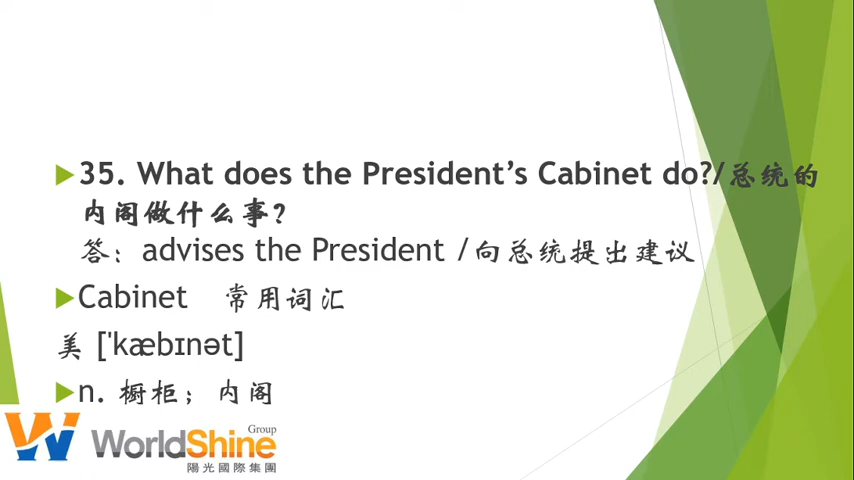 35. What does the President’s Cabinet do?/总统的
内阁做什么事?
答：advises the President /向总统提出建议
Cabinet 常用词汇
美 ['kæbɪnət]
n. 橱柜；内阁
WorldShine Group
陽光國際集團